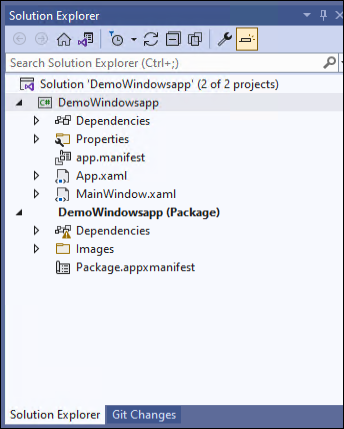 Solution Explorer
Search Solution Explorer (Ctrl+;)
Solution 'DemoWindowsapp' (2 of 2 projects)
C# DemoWindowsapp
Dependencies
Properties
app.manifest
App.xaml
MainWindow.xaml
DemoWindowsapp (Package)
Dependencies
Images
Package.appxmanifest
Solution Explorer Git Changes